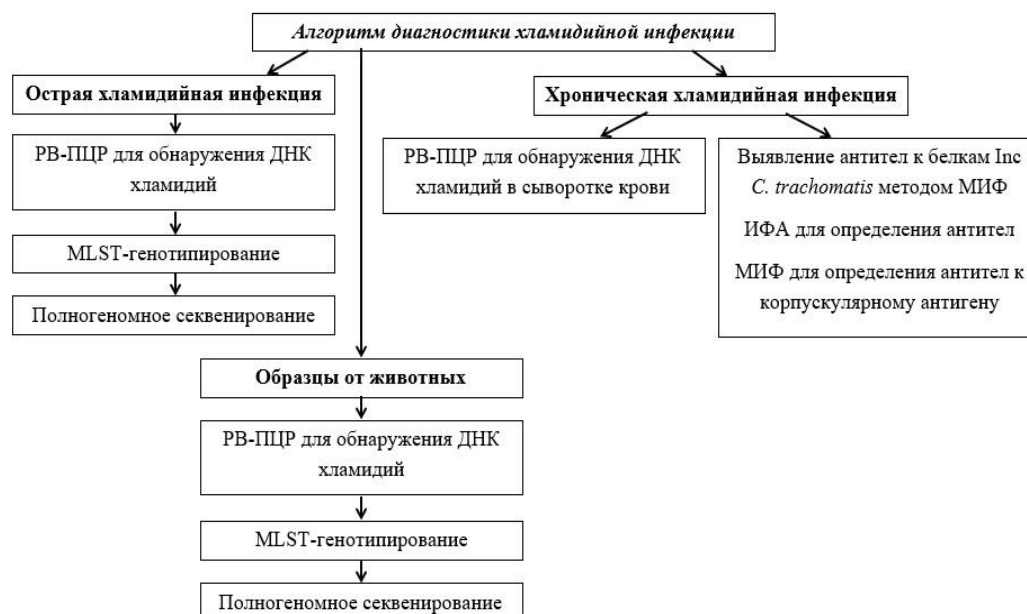 Алгоритм диагностики хламидийной инфекции
Острая хламидийная инфекция
РВ-ПЦР для обнаружения ДНК
хламидий
MLST-генотипирование
Полногеномное секвенирование
Хроническая хламидийная инфекция
РВ-ПЦР для обнаружения ДНК
хламидий в сыворотке крови
Выявление антител к белкам Inc
C. trachomatis методом МИФ
ИФА для определения антител
МИФ для определения антител к
корпускулярному антигену
Образцы от животных
РВ-ПЦР для обнаружения ДНК
хламидий
MLST-генотипирование
Полногеномное секвенирование